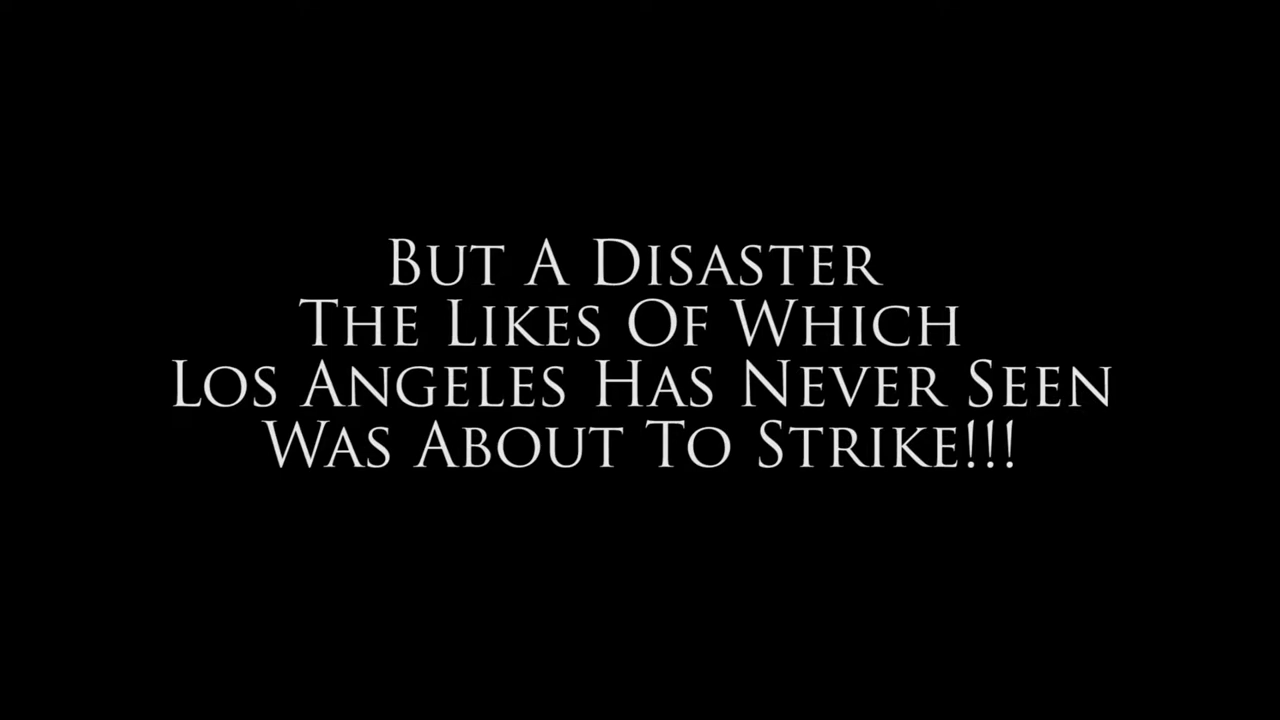 But A Disaster
The Likes Of Which
Los Angeles Has Never Seen
Was About To Strike!!!